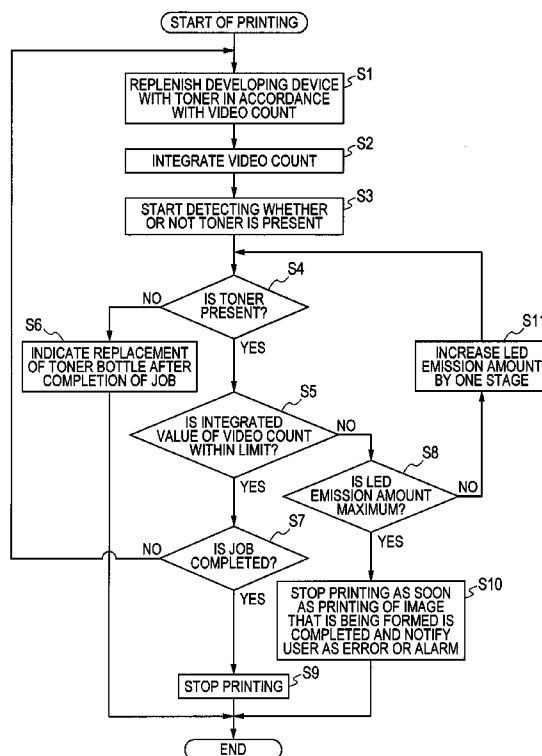 START OF PRINTING
S1
REPLENISH DEVELOPING DEVICE
WITH TONER IN ACCORDANCE
WITH VIDEO COUNT
S2
INTEGRATE VIDEO COUNT
S3
START DETECTING WHETHER
OR NOT TONER IS PRESENT
S4
IS TONER
PRESENT?
NO
YES
S6
INDICATE REPLACEMENT
OF TONER BOTTLE AFTER
COMPLETION OF JOB
S11
INCREASE LED
EMISSION AMOUNT
BY ONE STAGE
S5
IS INTEGRATED
VALUE OF VIDEO COUNT
WITHIN LIMIT?
NO
YES
S8
IS LED
EMISSION AMOUNT
MAXIMUM?
NO
YES
S7
IS JOB
COMPLETED?
NO
YES
S10
STOP PRINTING AS SOON
AS PRINTING OF IMAGE
THAT IS BEING FORMED IS
COMPLETED AND NOTIFY
USER AS ERROR OR ALARM
S9
STOP PRINTING
END